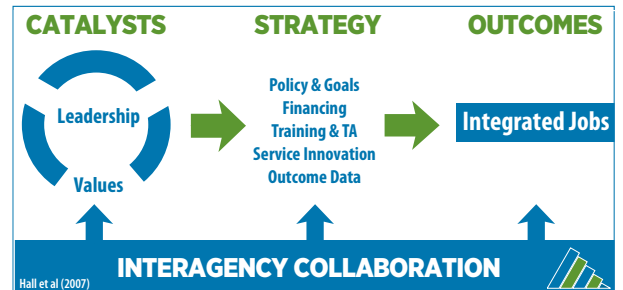 CATALYSTS
Leadership
Values
STRATEGY
Policy & Goals
Financing
Training & TA
Service Innovation
Outcome Data
OUTCOMES
Integrated Jobs
INTERAGENCY COLLABORATION
Hall et al (2007)